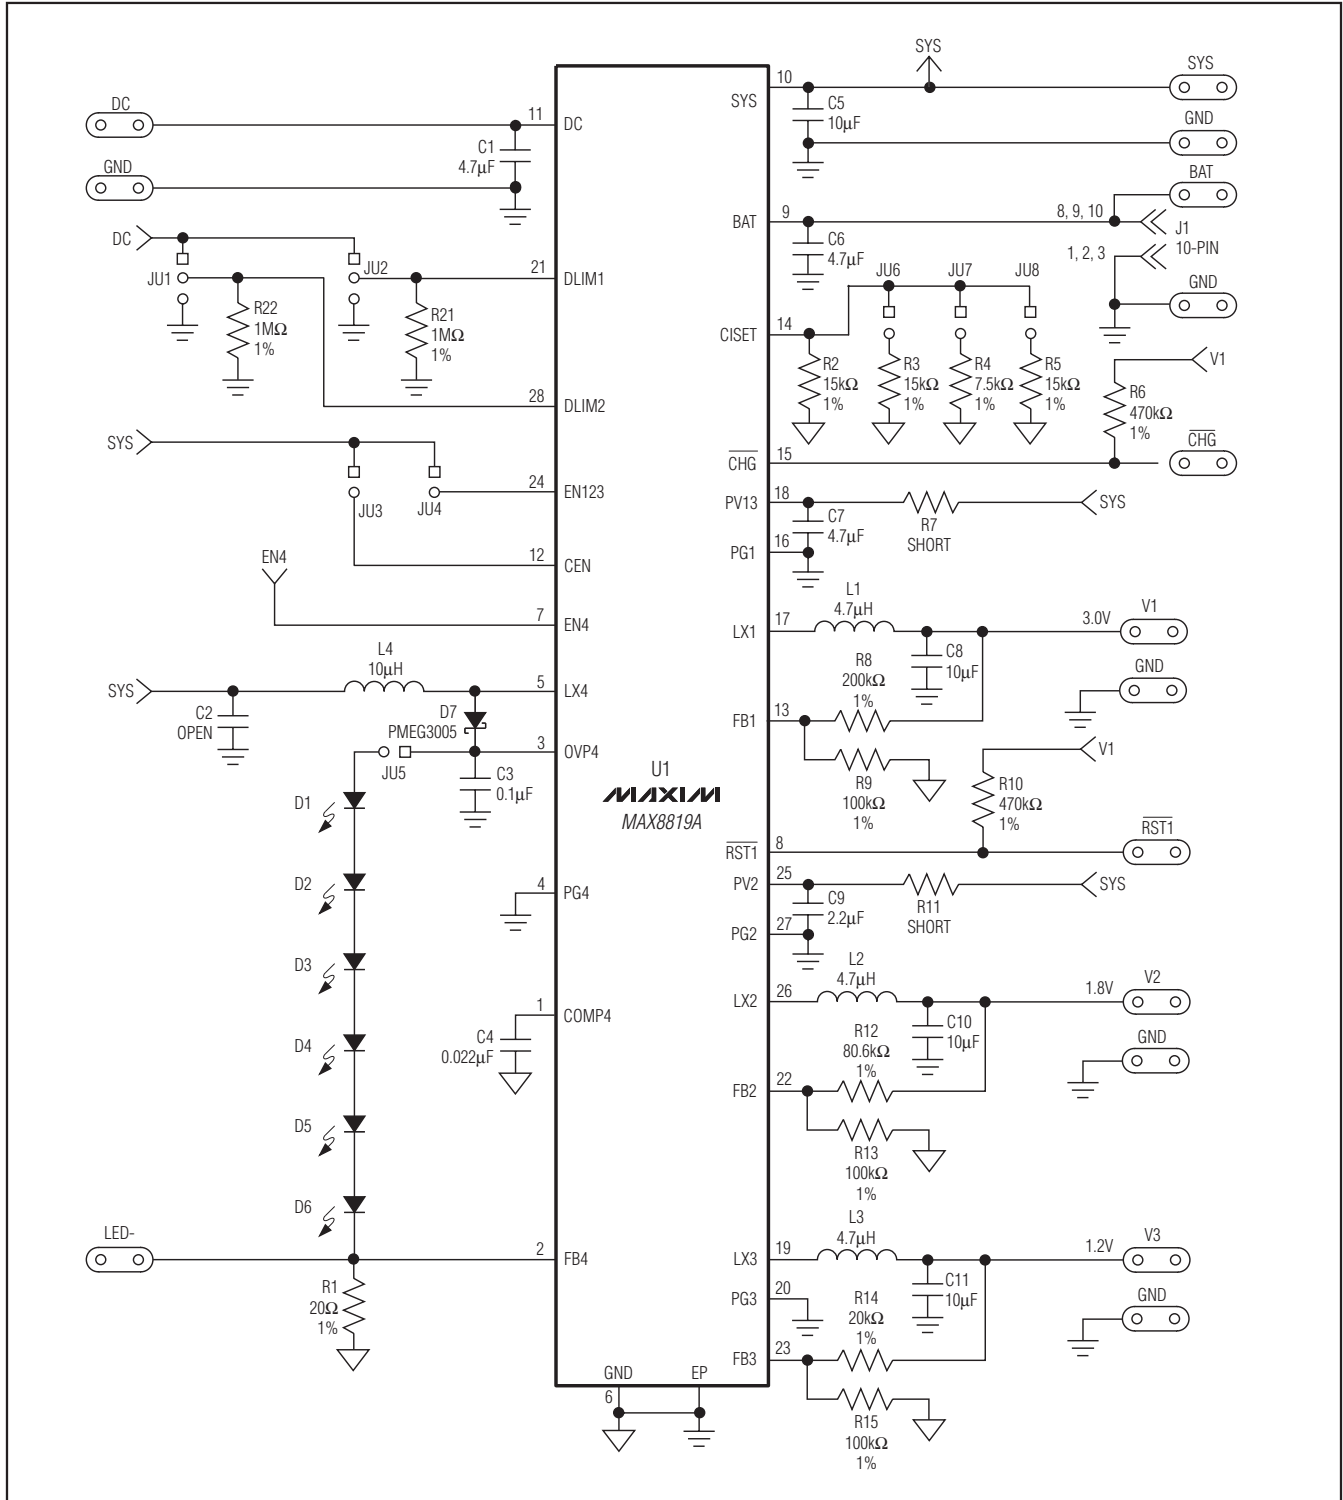 SYS
10
SYS
SYS
C5
10µF
GND
DC
11
DC
C1
4.7µF
GND
BAT
9
BAT
8, 9, 10
J1
10-PIN
1, 2, 3
C6
4.7µF
GND
DC
JU1
JU2
21
DLIM1
R22
1MΩ
1%
R21
1MΩ
1%
28
DLIM2
JU6
JU7
JU8
14
CISET
R2
15kΩ
1%
R3
15kΩ
1%
R4
7.5kΩ
1%
R5
15kΩ
1%
V1
R6
470kΩ
1%
CHG
15
CHG
SYS
JU3
JU4
24
EN123
12
CEN
EN4
7
EN4
18
PV13
C7
4.7µF
R7
SHORT
SYS
16
PG1
L1
4.7µH
17
LX1
3.0V
V1
C8
10µF
GND
R8
200kΩ
1%
13
FB1
R9
100kΩ
1%
V1
R10
470kΩ
1%
RST1
8
RST1
SYS
L4
10µH
5
LX4
C2
OPEN
D7
PMEG3005
3
OVP4
JU5
C3
0.1µF
D1
D2
D3
D4
D5
D6
U1
MAXIM
MAX8819A
4
PG4
1
COMP4
C4
0.022µF
25
PV2
C9
2.2µF
R11
SHORT
SYS
27
PG2
L2
4.7µH
26
LX2
1.8V
V2
C10
10µF
GND
R12
80.6kΩ
1%
22
FB2
R13
100kΩ
1%
L3
4.7µH
19
LX3
1.2V
V3
C11
10µF
GND
20
PG3
R14
20kΩ
1%
23
FB3
R15
100kΩ
1%
LED-
2
FB4
R1
20Ω
1%
GND
6
EP